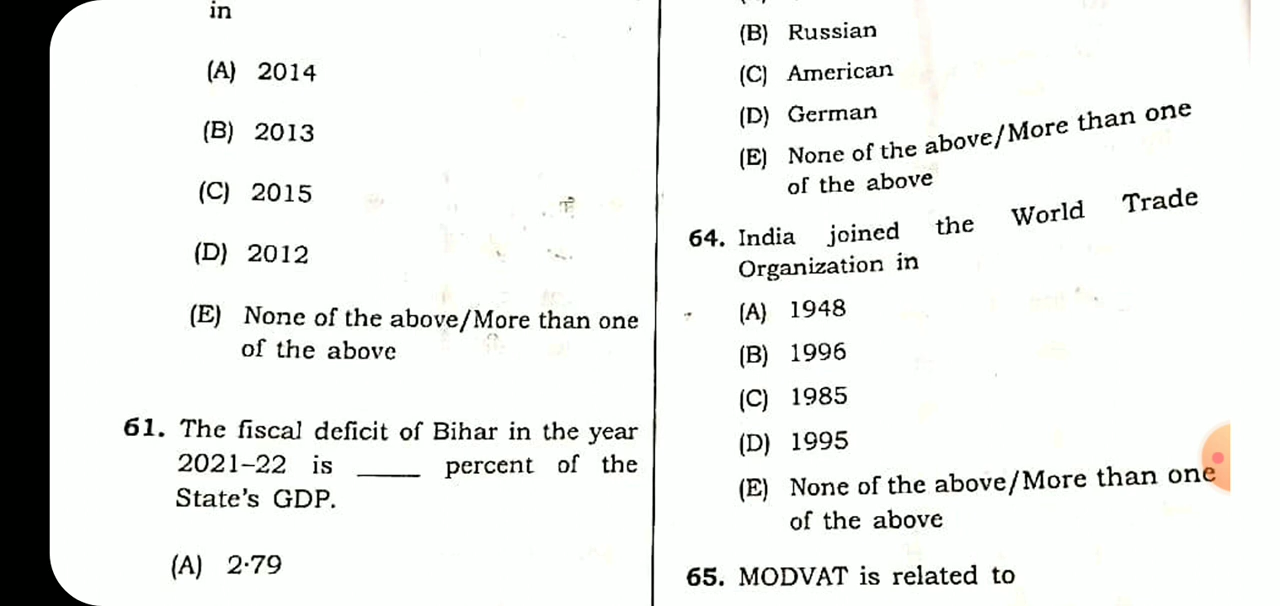 in
(A) 2014
(B) 2013
(C) 2015
(D) 2012
(E) None of the above/More than one
of the above
61. The fiscal deficit of Bihar in the year
2021–22 is ____ percent of the
State's GDP.
(A) 2·79
(B) Russian
(C) American
(D) German
(E) None of the above/More than one
of the above
64. India joined the World Trade
Organization in
(A) 1948
(B) 1996
(C) 1985
(D) 1995
(E) None of the above/More than one
of the above
65. MODVAT is related to